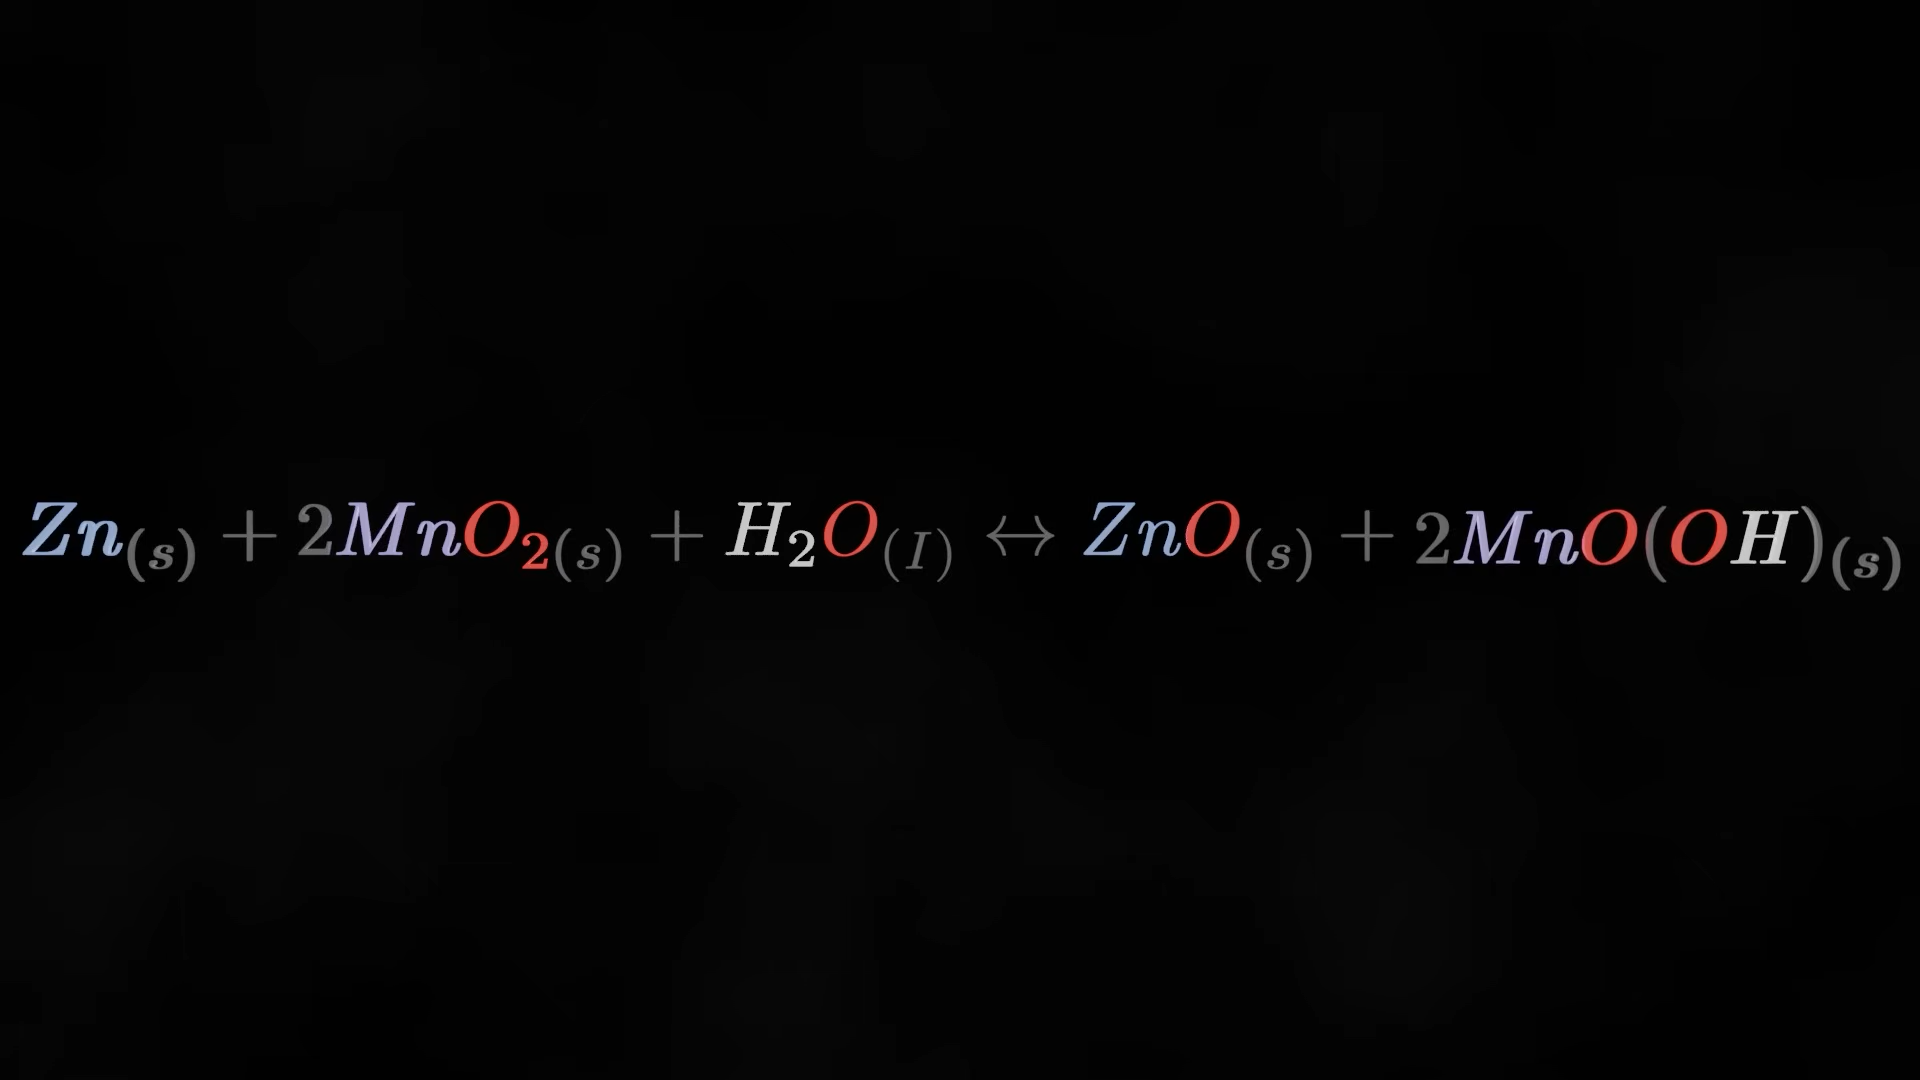 Zn(s) + 2MnO₂(s) + H₂O(I) ↔ ZnO(s) + 2MnO(OH)(s)